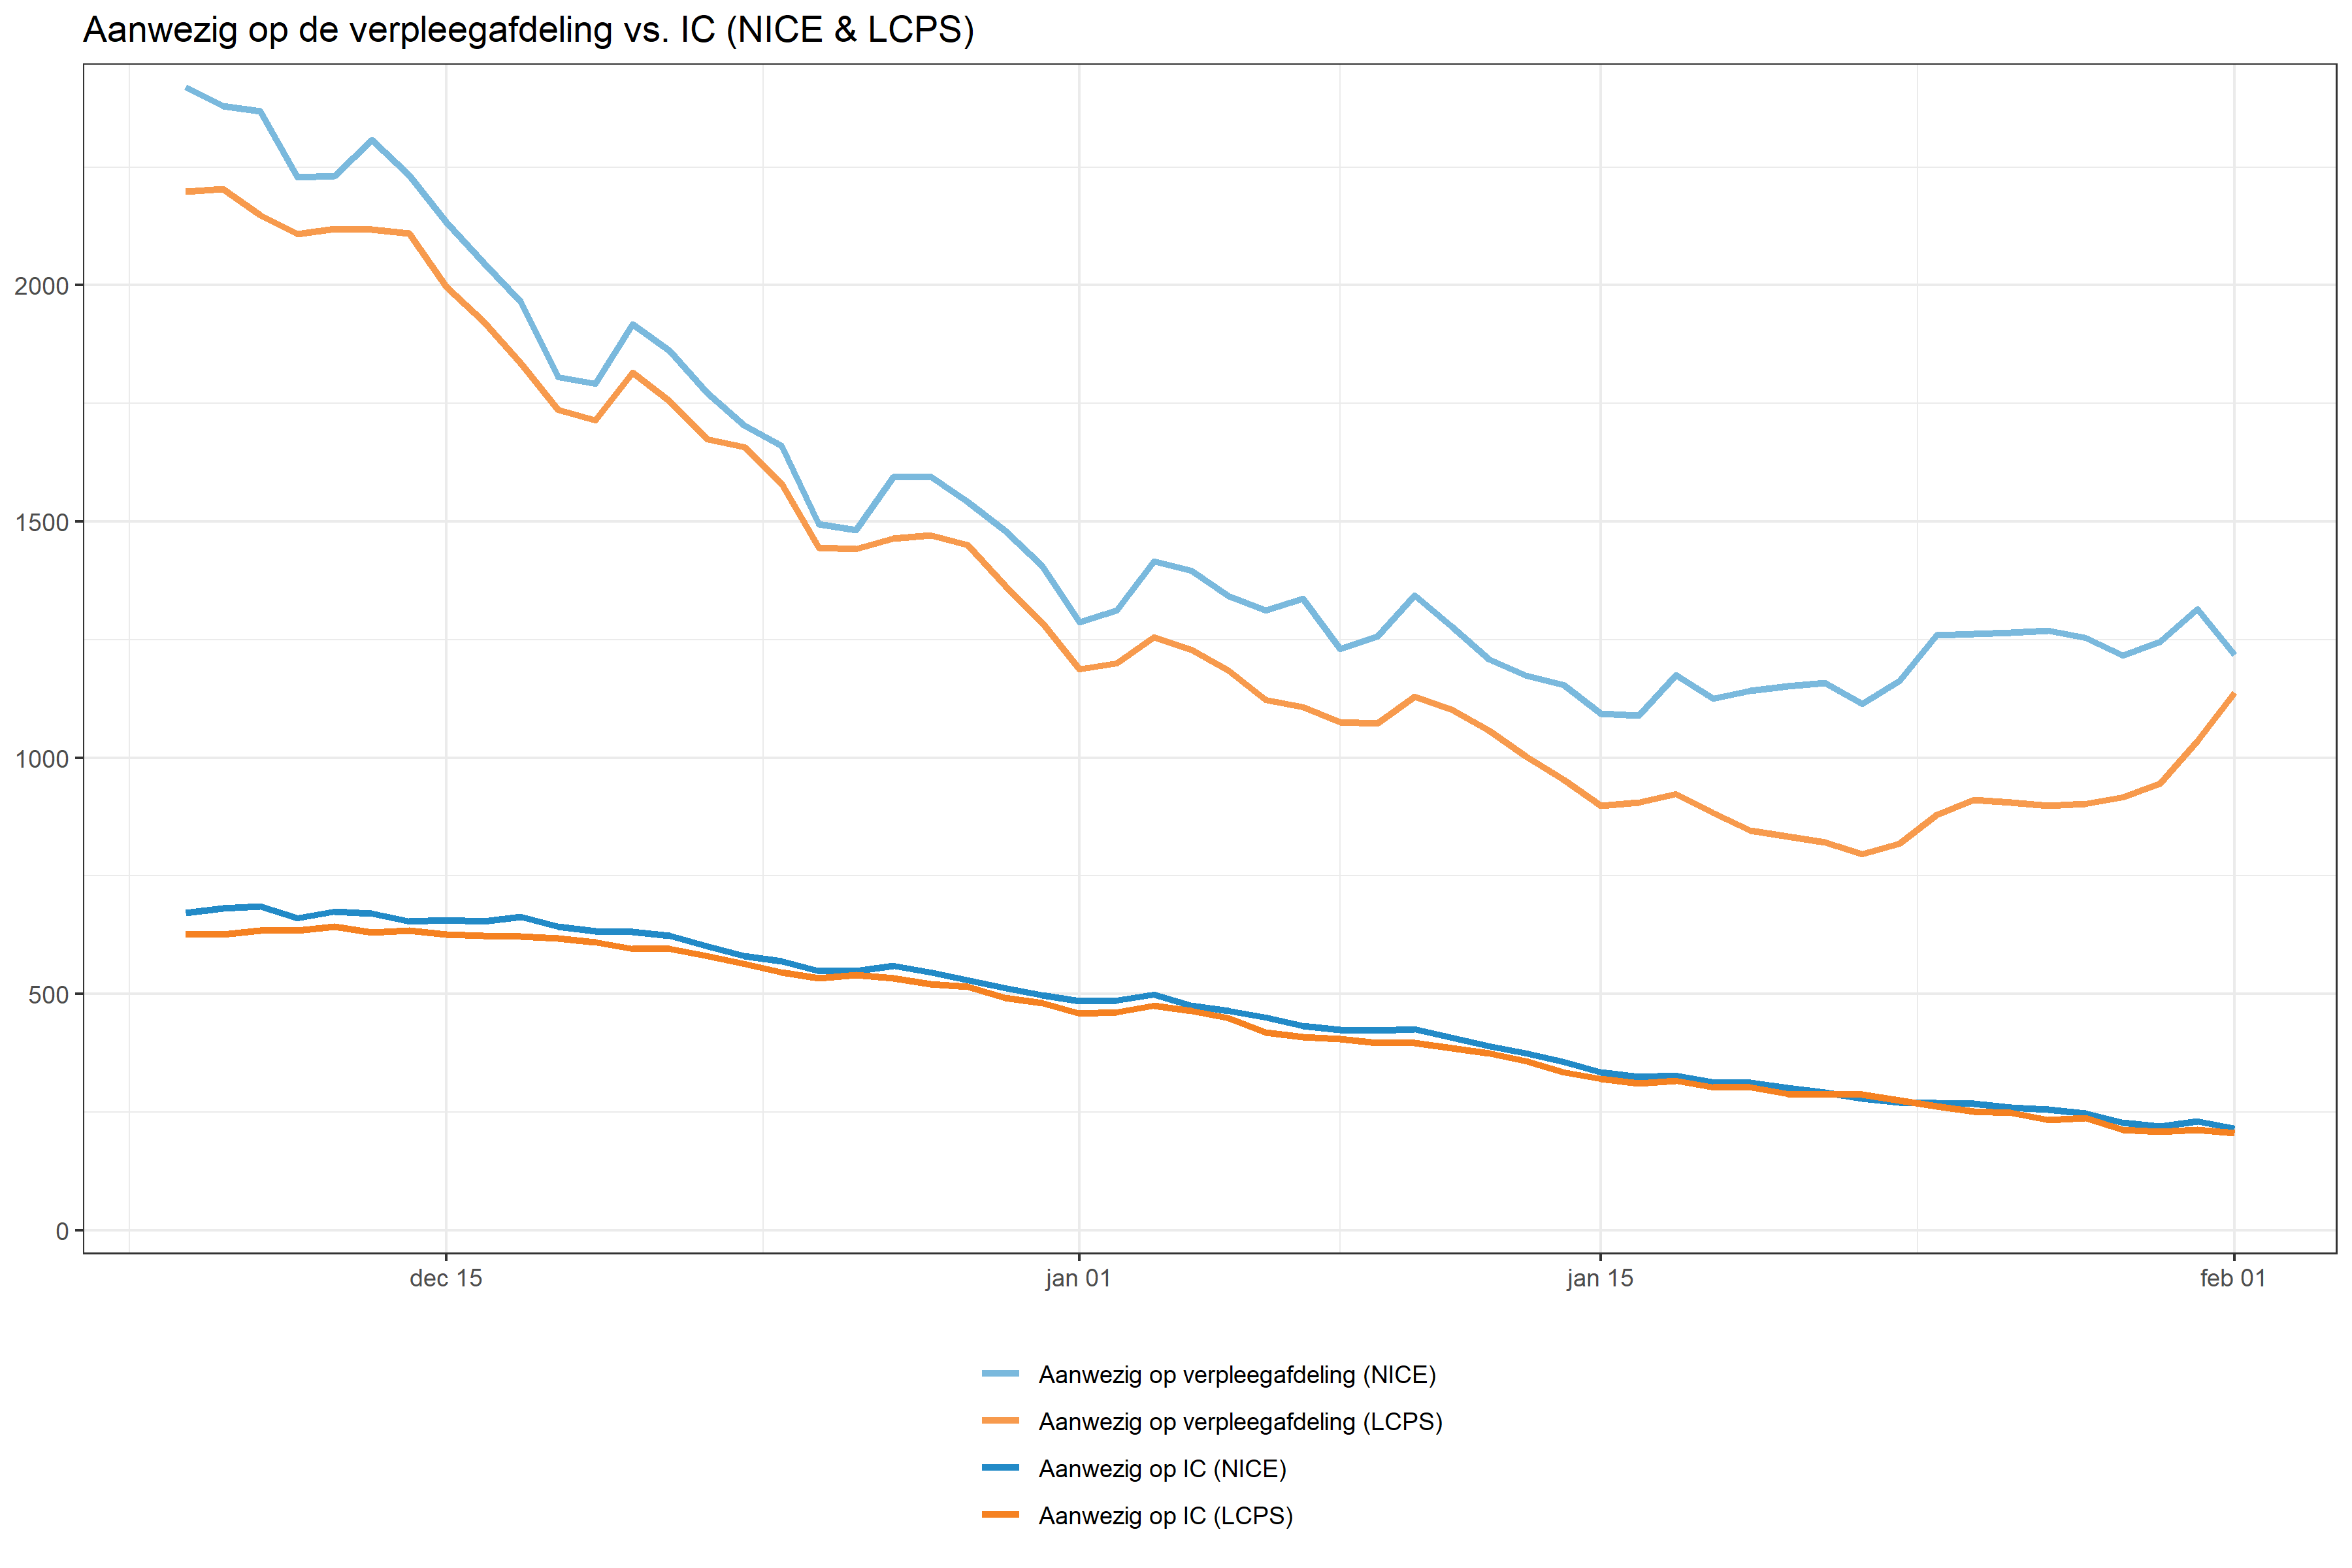 Aanwezig op de verpleegafdeling vs. IC (NICE & LCPS)
2000
1500
1000
500
0
dec 15
jan 01
jan 15
feb 01
Aanwezig op verpleegafdeling (NICE)
Aanwezig op verpleegafdeling (LCPS)
Aanwezig op IC (NICE)
Aanwezig op IC (LCPS)